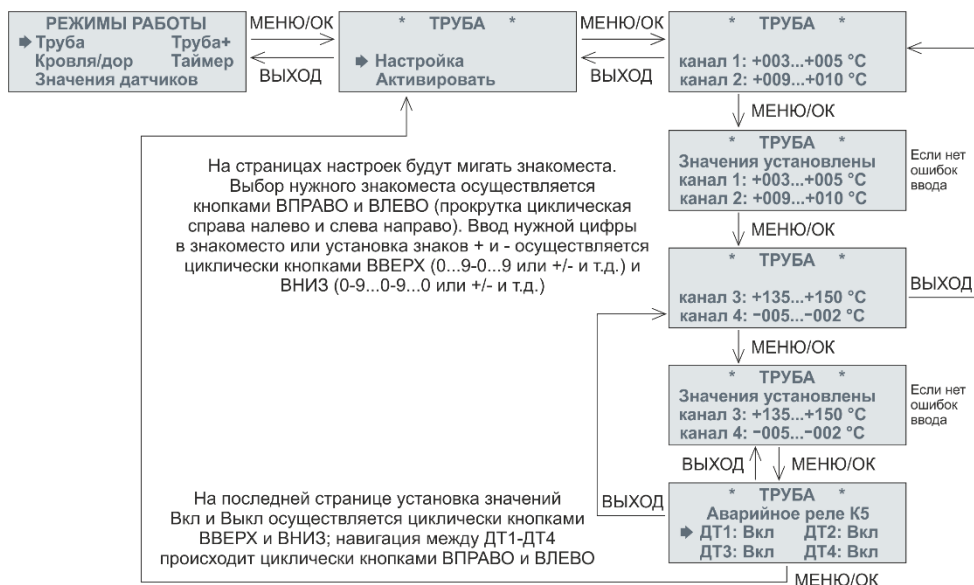 РЕЖИМЫ РАБОТЫ
Труба Труба+
Кровля/дор Таймер
Значения датчиков
МЕНЮ/ОК
ВЫХОД
* ТРУБА *
Настройка
Активировать
МЕНЮ/ОК
ВЫХОД
* ТРУБА *
канал 1: +003...+005 °C
канал 2: +009...+010 °C
МЕНЮ/ОК
* ТРУБА *
Значения установлены
канал 1: +003...+005 °C
канал 2: +009...+010 °C
Если нет
ошибок
ввода
МЕНЮ/ОК
На страницах настроек будут мигать знакоместа.
Выбор нужного знакоместа осуществляется
кнопками ВПРАВО и ВЛЕВО (прокрутка циклическая
справа налево и слева направо). Ввод нужной цифры
в знакоместо или установка знаков + и - осуществляется
циклически кнопками ВВЕРХ (0...9-0...9 или +/- и т.д.) и
ВНИЗ (0-9...0-9...0 или +/- и т.д.)
* ТРУБА *
канал 3: +135...+150 °C
канал 4: -005...-002 °C
ВЫХОД
МЕНЮ/ОК
* ТРУБА *
Значения установлены
канал 3: +135...+150 °C
канал 4: -005...-002 °C
Если нет
ошибок
ввода
ВЫХОД
МЕНЮ/ОК
На последней странице установка значений
Вкл и Выкл осуществляется циклически кнопками
ВВЕРХ и ВНИЗ; навигация между ДТ1-ДТ4
происходит циклически кнопками ВПРАВО и ВЛЕВО
ВЫХОД
* ТРУБА *
Аварийное реле К5
ДТ1: Вкл ДТ2: Вкл
ДТ3: Вкл ДТ4: Вкл
МЕНЮ/ОК